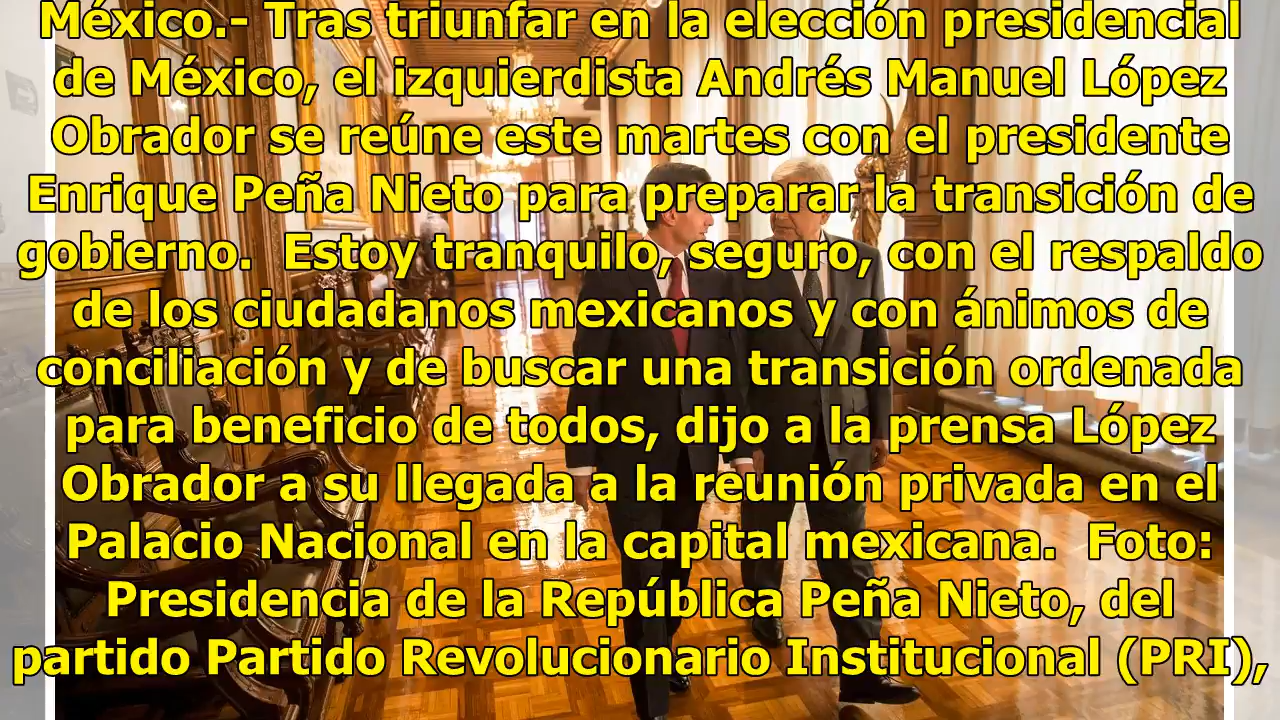 México.- Tras triunfar en la elección presidencial
de México, el izquierdista Andrés Manuel López
Obrador se reúne este martes con el presidente
Enrique Peña Nieto para preparar la transición de
gobierno.  Estoy tranquilo, seguro, con el respaldo
de los ciudadanos mexicanos y con ánimos de
conciliación y de buscar una transición ordenada
para beneficio de todos, dijo a la prensa López
Obrador a su llegada a la reunión privada en el
Palacio Nacional en la capital mexicana.  Foto:
Presidencia de la República Peña Nieto, del
partido Partido Revolucionario Institucional (PRI),